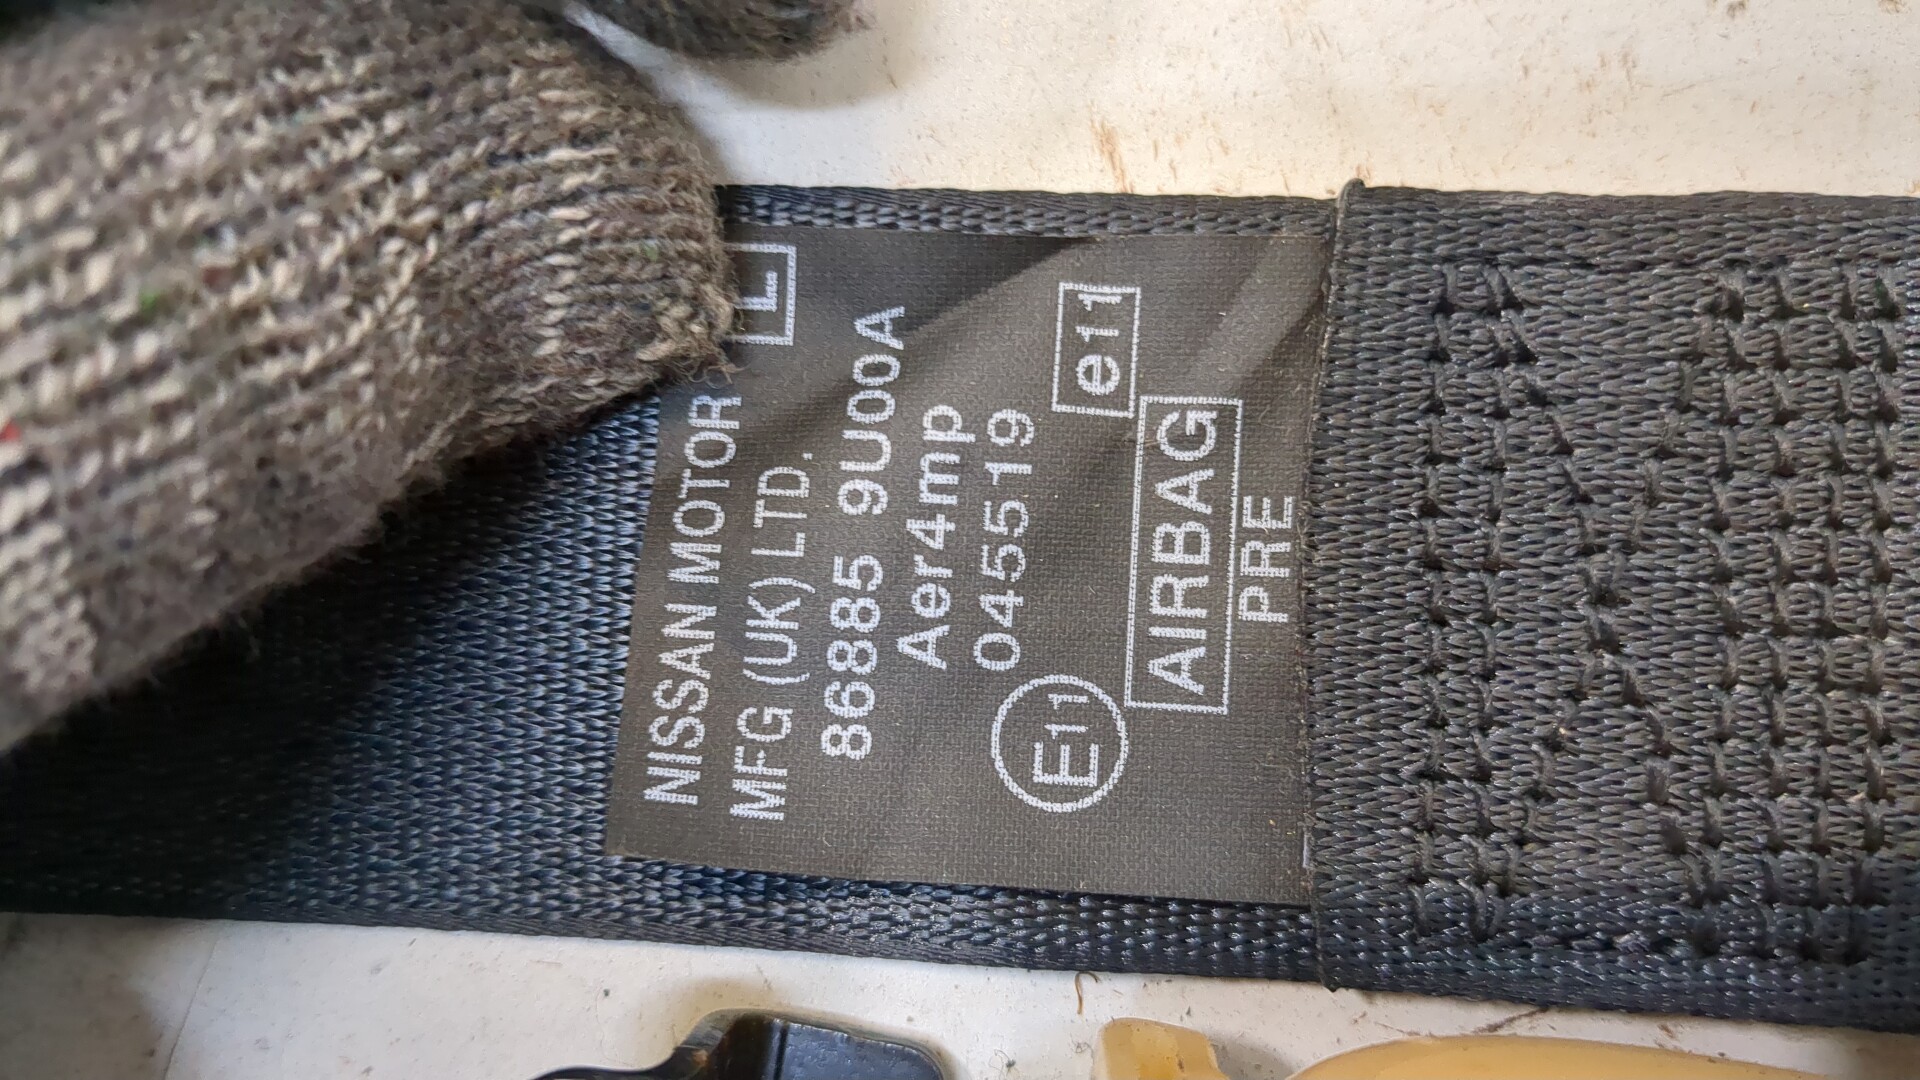 NISSAN MOTOR L
MFG (UK) LTD.
86885 9U00A
Aer4mp
045519
E11 e11
AIRBAG
PRE